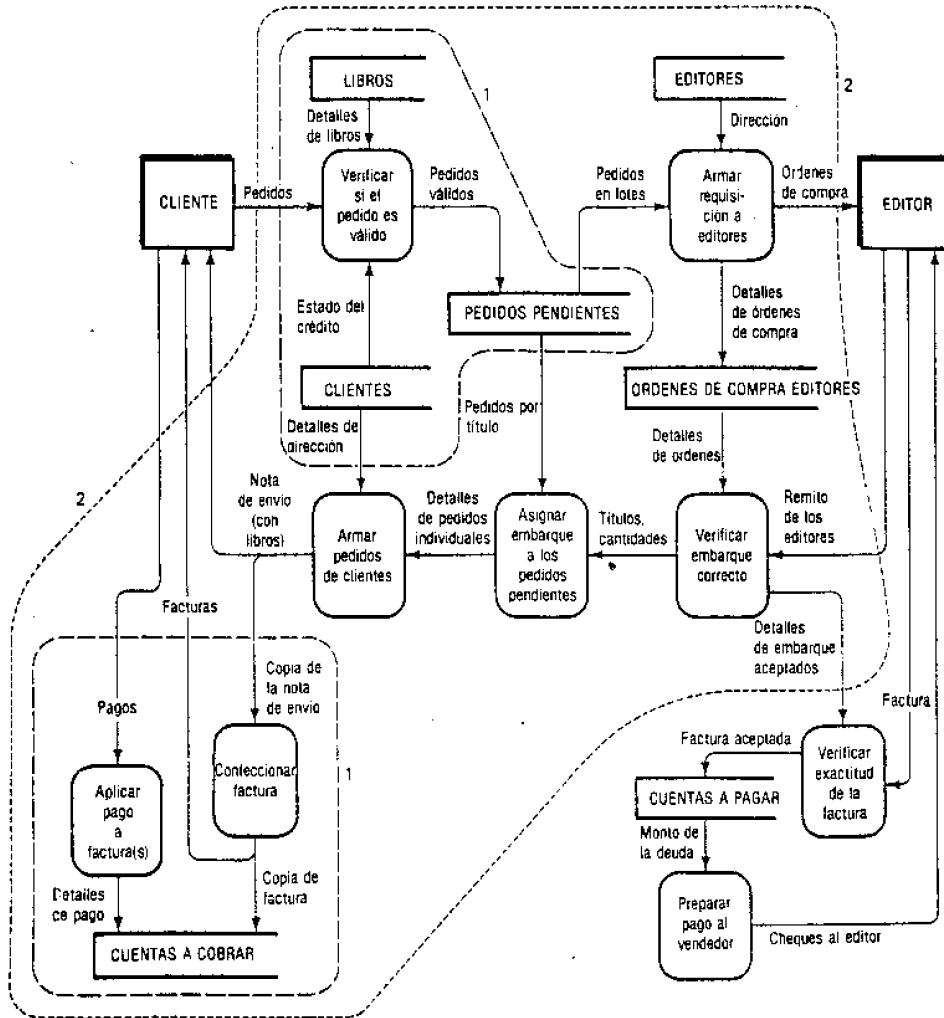 LIBROS
EDITORES
1
2
Detalles
de libros
Dirección
CLIENTE
Pedidos
Verificar
si el
pedido es
válido
Pedidos
válidos
Pedidos
en lotes
Armar
requisi-
ción a
editores
Ordenes
de compra
EDITOR
Estado del
crédito
PEDIDOS PENDIENTES
Detalles
de órdenes
de compra
CLIENTES
ORDENES DE COMPRA EDITORES
Detalles de
dirección
Pedidos por
título
Detalles
de ordenes
2
Nota
de envio
(con
libros)
Armar
pedidos
de clientes
Detalles
de pedidos
individuales
Asignar
embarque
a los
pedidos
pendientes
Títulos,
cantidades
Verificar
embarque
correcto
Remito
de los
editores
Facturas
Detalles
de embarque
aceptados
Pagos
Copia de
la nota
de envio
Factura
Aplicar
pago
a
factura(s)
Confeccionar
factura
1
Factura aceptada
Verificar
exactitud
de la
factura
CUENTAS A PAGAR
Monto de
la deuda
Detalles
de pago
Copia de
factura
Preparar
pago al
vendedor
Cheques al editor
CUENTAS A COBRAR